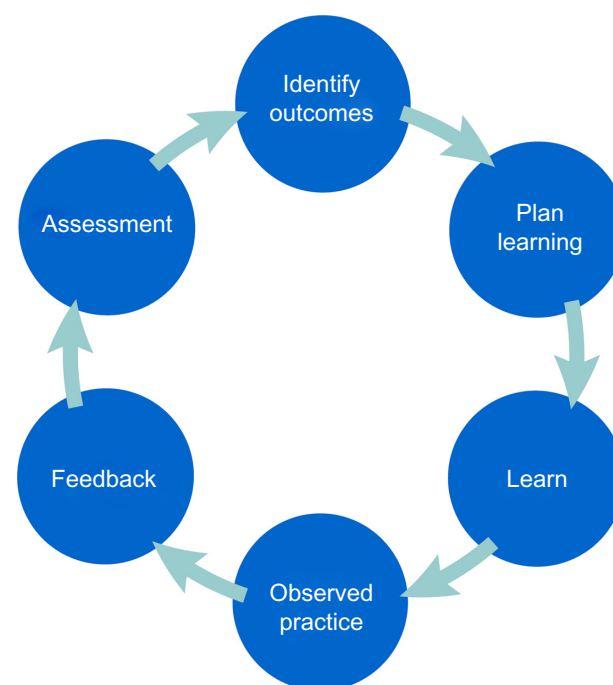 Identify
outcomes
Plan
learning
Learn
Observed
practice
Feedback
Assessment